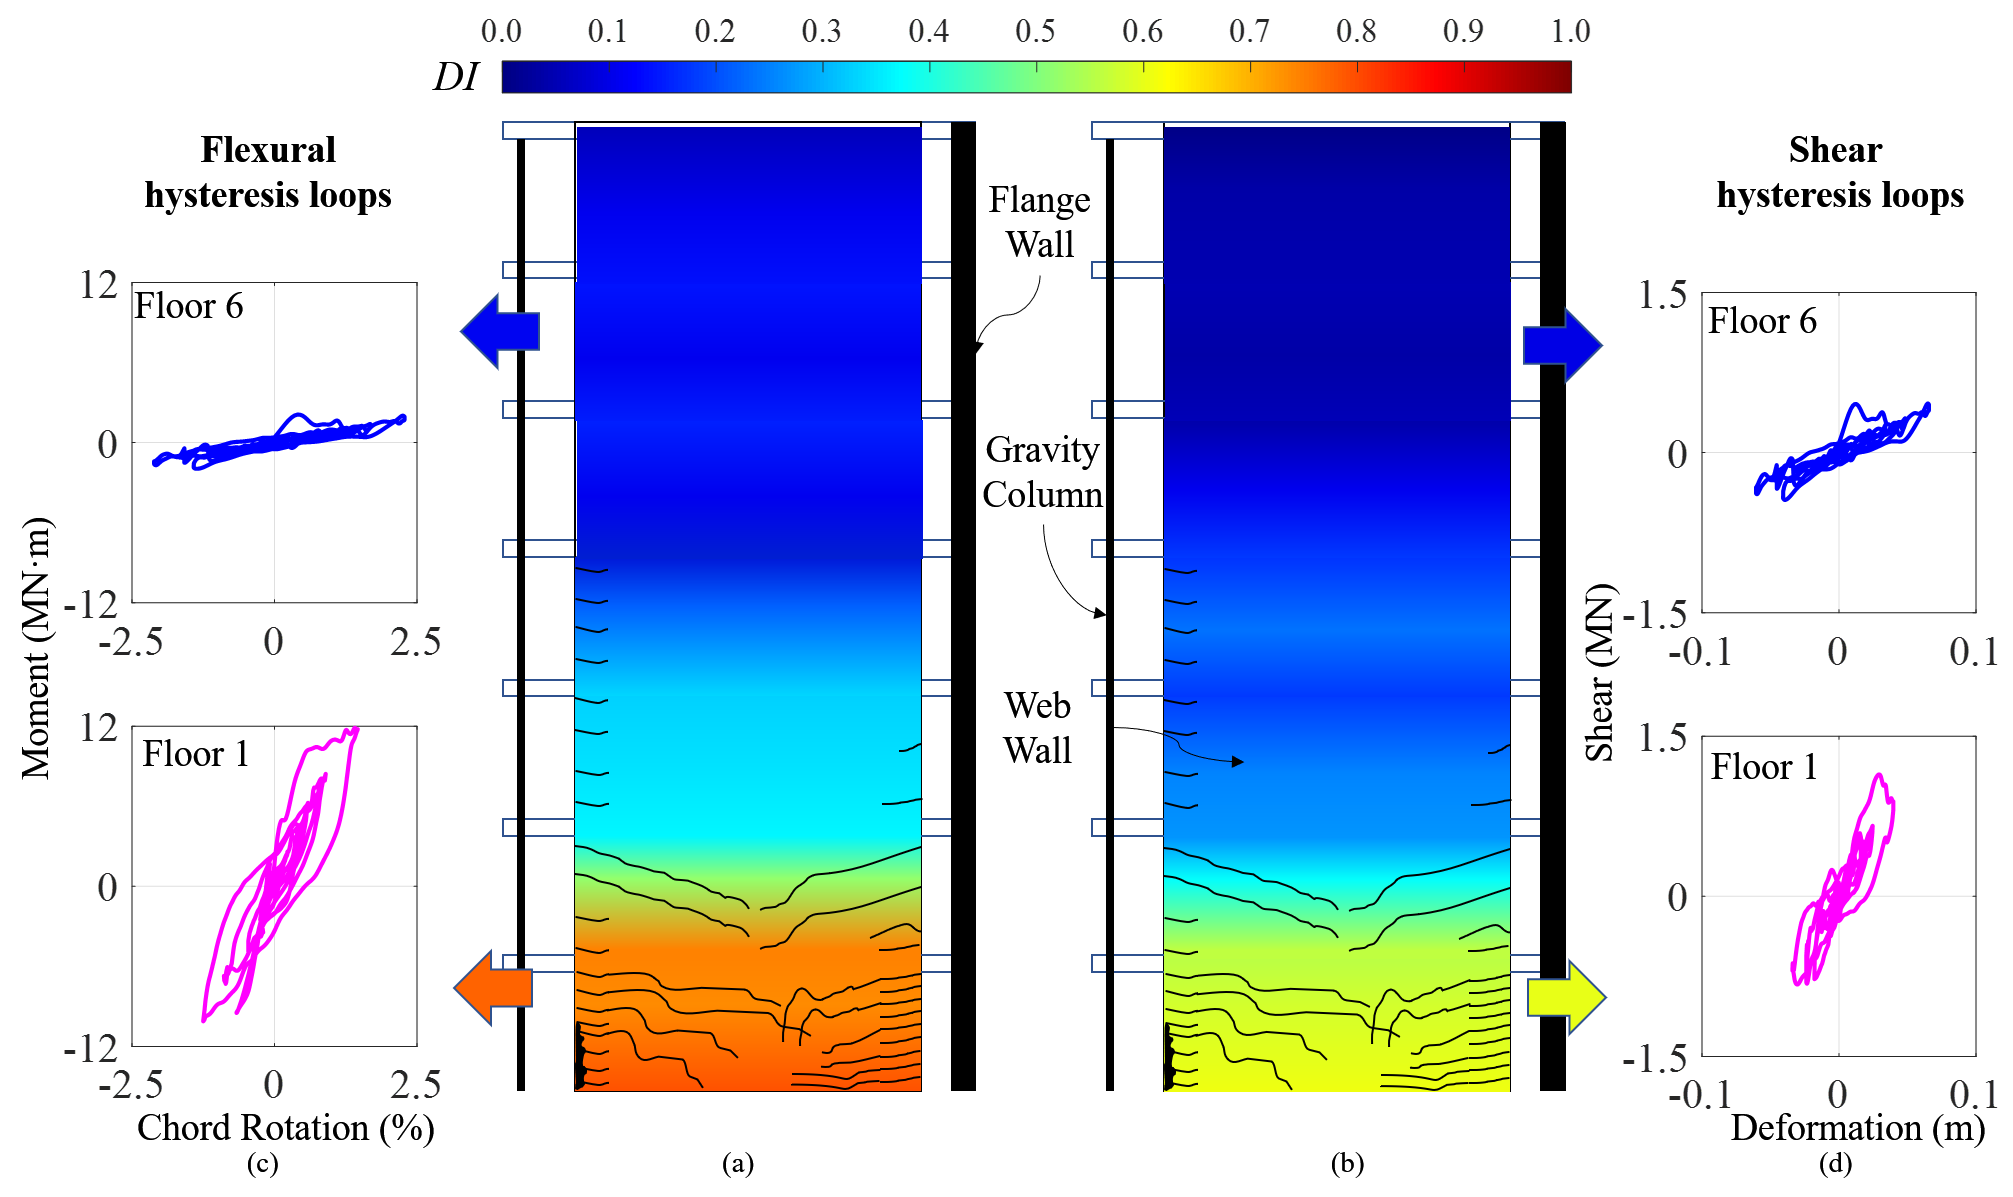 0.0 0.1 0.2 0.3 0.4 0.5 0.6 0.7 0.8 0.9 1.0
DI
Flexural
hysteresis loops
12
Floor 6
0
-12
-2.5 0 2.5
Moment (MN·m)
12
Floor 1
0
-12
-2.5 0 2.5
Chord Rotation (%)
(c)
Flange
Wall
Gravity
Column
Web
Wall
(a)
(b)
Shear
hysteresis loops
1.5
Floor 6
0
-1.5
-0.1 0 0.1
Shear (MN)
1.5
Floor 1
0
-1.5
-0.1 0 0.1
Deformation (m)
(d)